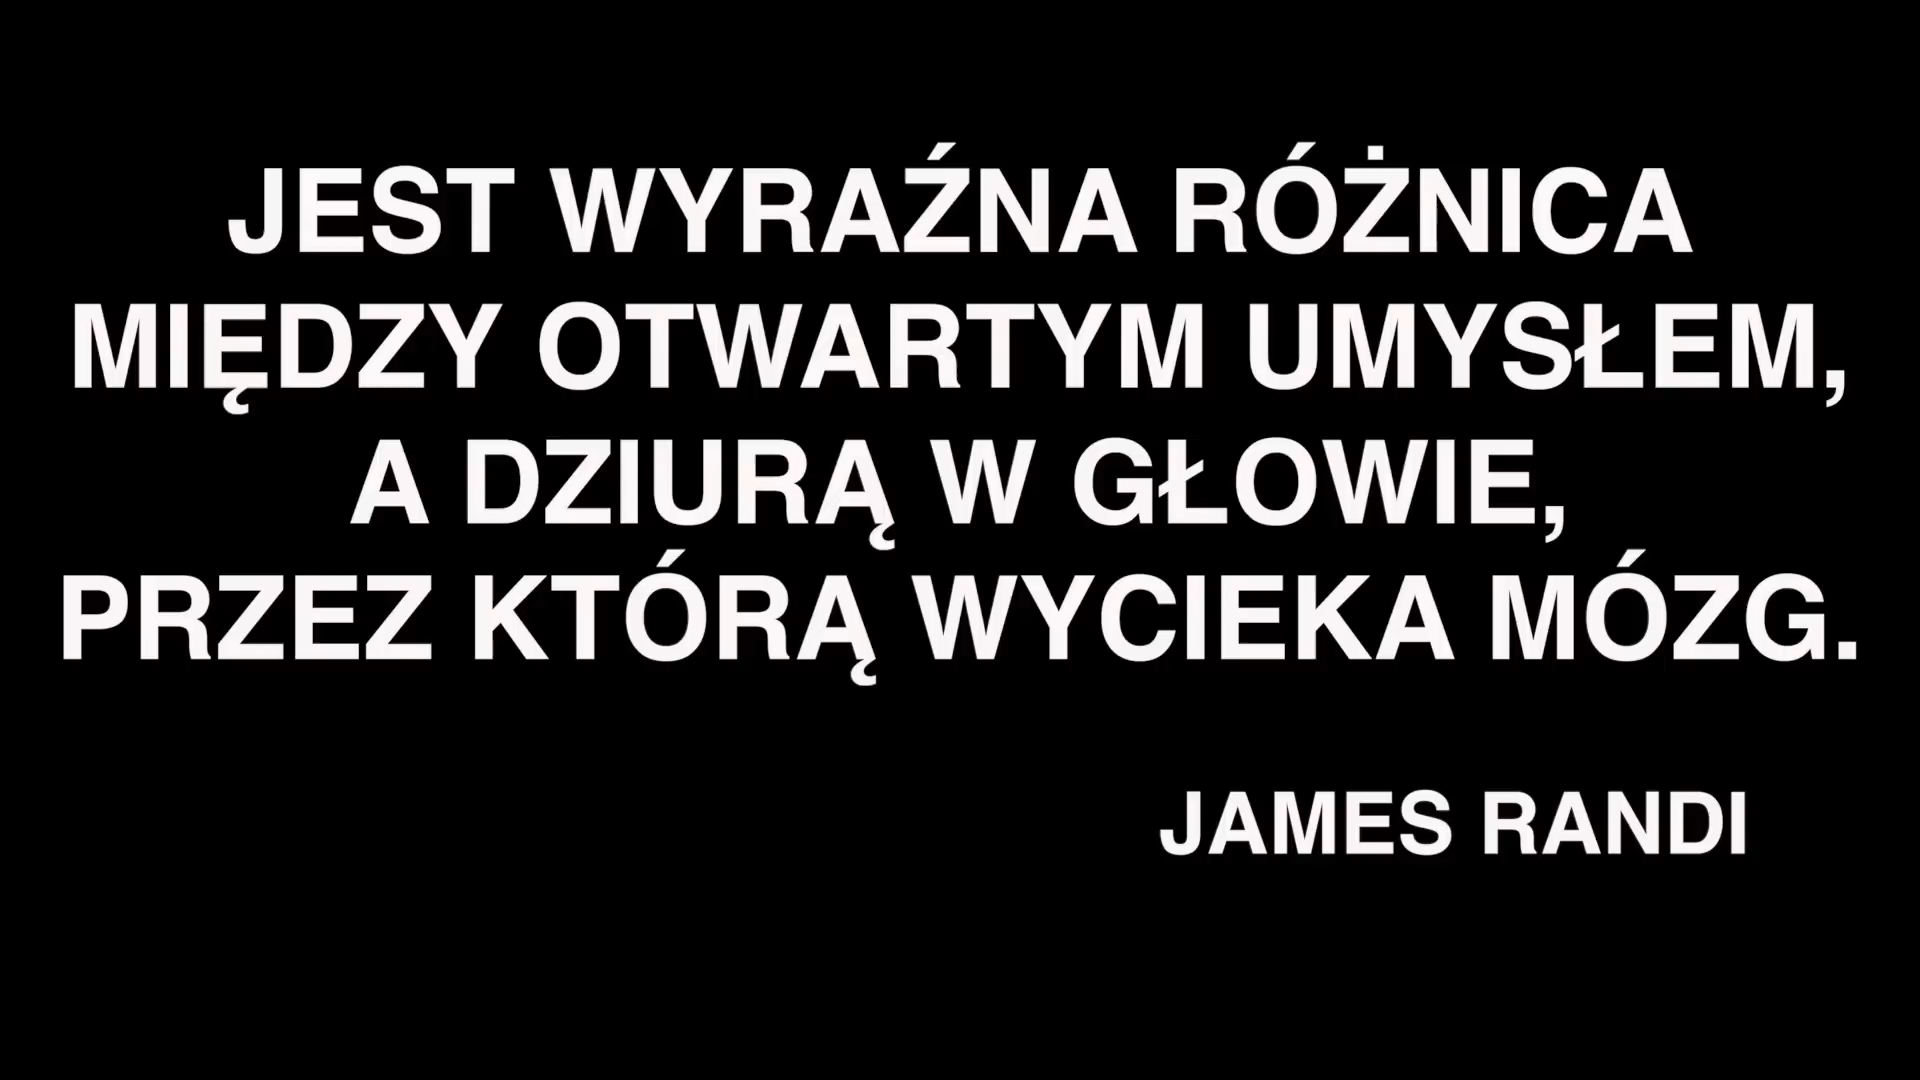 JEST WYRAŹNA RÓŻNICA
MIĘDZY OTWARTYM UMYSŁEM,
A DZIURĄ W GŁOWIE,
PRZEZ KTÓRĄ WYCIEKA MÓZG.
JAMES RANDI